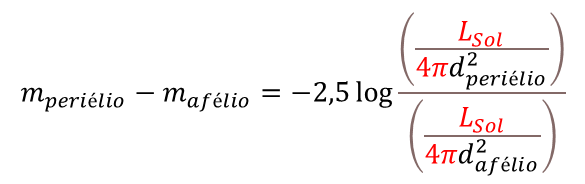 m_periélio − m_afélio = −2,5 log ((L_Sol / 4πd²_periélio) / (L_Sol / 4πd²_afélio))